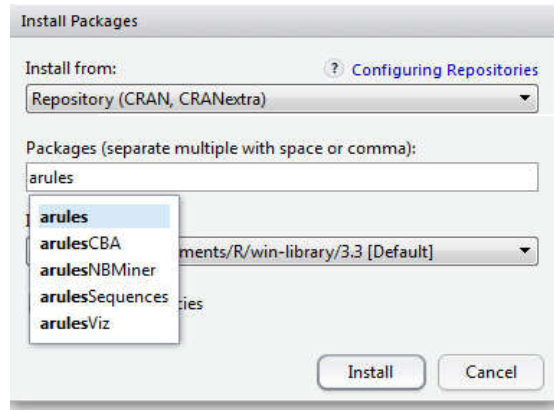 Install Packages
Install from:
? Configuring Repositories
Repository (CRAN, CRANextra)
Packages (separate multiple with space or comma):
arules
arules
arulesCBA
ments/R/win-library/3.3 [Default]
arulesNBMiner
arulesSequences
cies
arulesViz
Install
Cancel